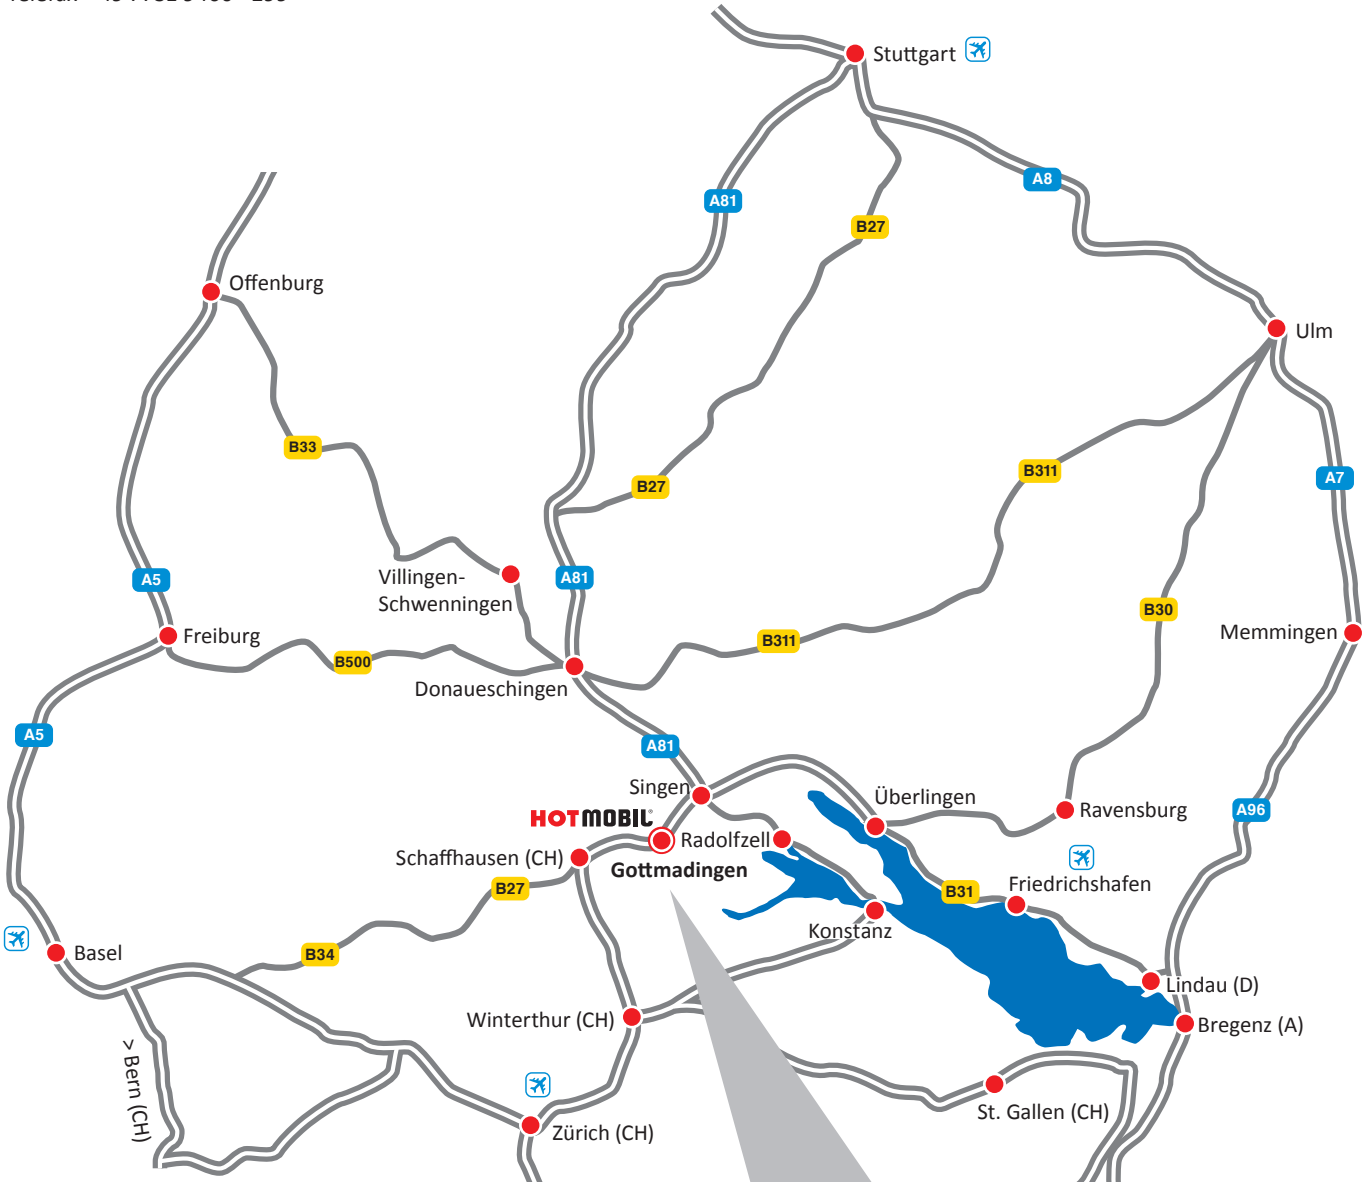 Stuttgart
A8
A81
B27
Offenburg
Ulm
B33
B311
A7
B27
Villingen-
Schwenningen
A81
A5
B30
Freiburg
B500
B311
Memmingen
Donaueschingen
A5
A81
Singen
Überlingen
Ravensburg
A96
HOTMOBIL
Radolfzell
Schaffhausen (CH)
Gottmadingen
B27
B31
Friedrichshafen
Konstanz
Basel
B34
Lindau (D)
Winterthur (CH)
Bregenz (A)
> Bern (CH)
St. Gallen (CH)
Zürich (CH)